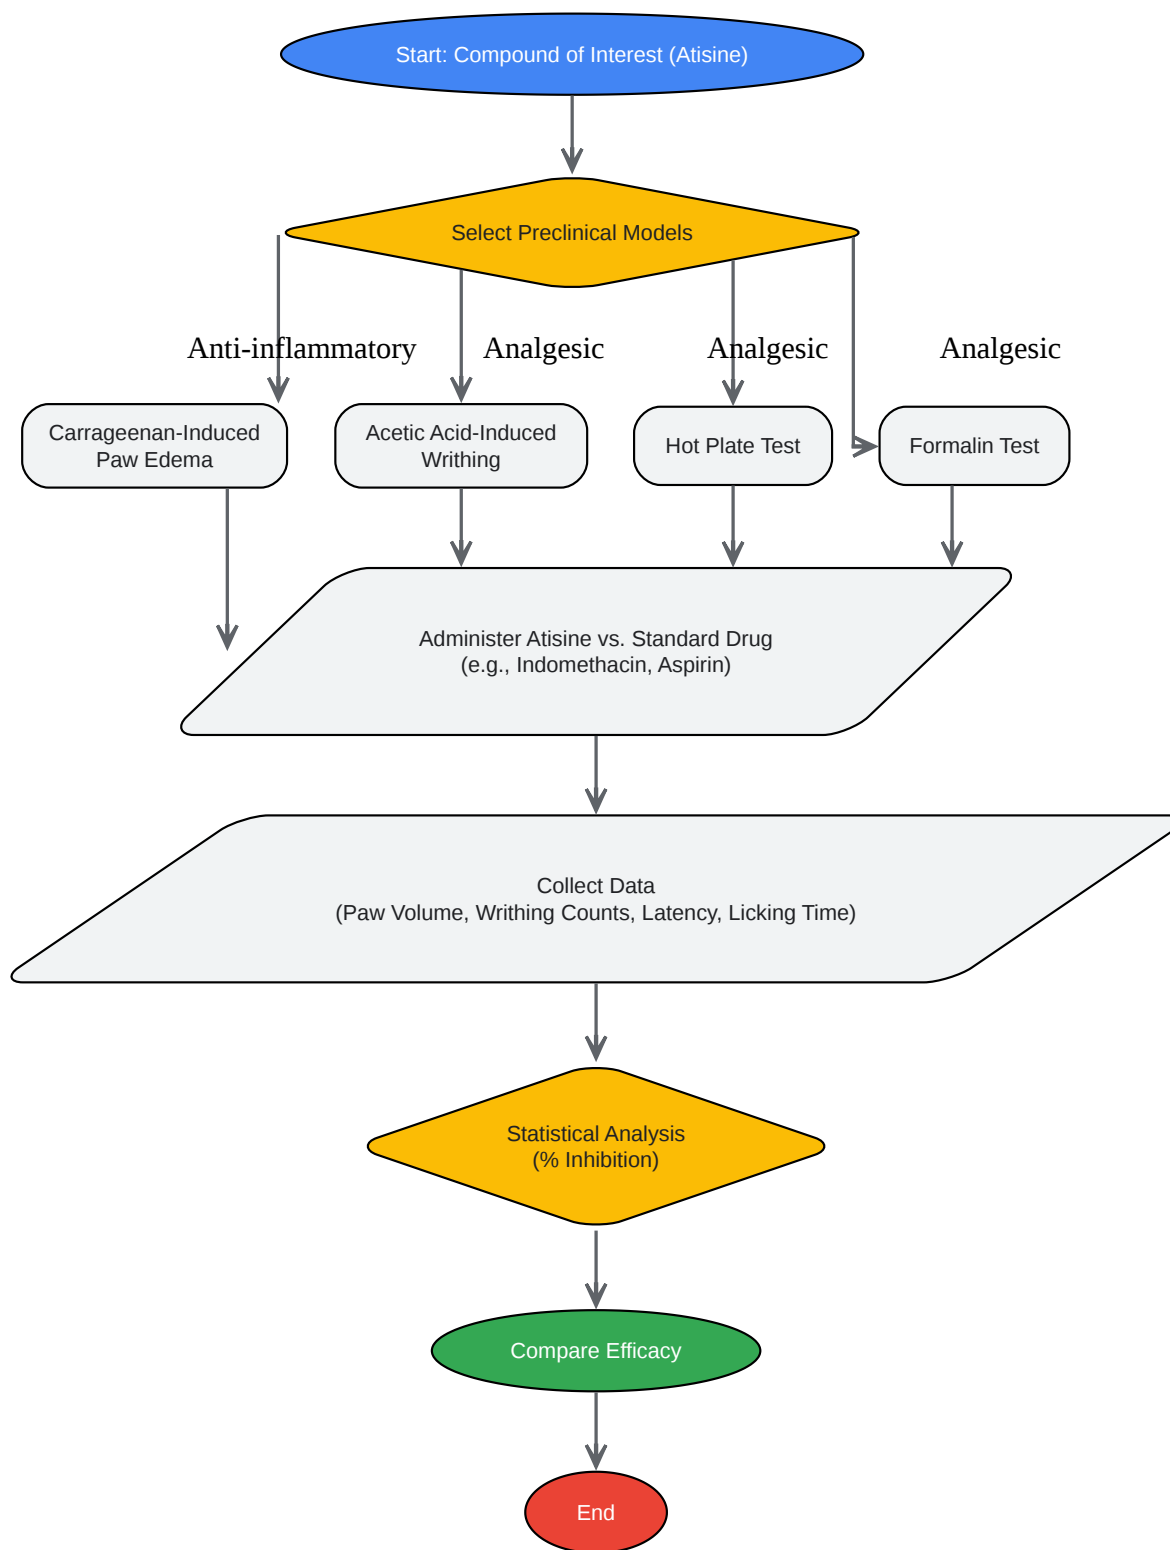 Start: Compound of Interest (Atisine)
Select Preclinical Models
Anti-inflammatory
Analgesic
Analgesic
Analgesic
Carrageenan-Induced
Paw Edema
Acetic Acid-Induced
Writhing
Hot Plate Test
Formalin Test
Administer Atisine vs. Standard Drug
(e.g., Indomethacin, Aspirin)
Collect Data
(Paw Volume, Writhing Counts, Latency, Licking Time)
Statistical Analysis
(% Inhibition)
Compare Efficacy
End